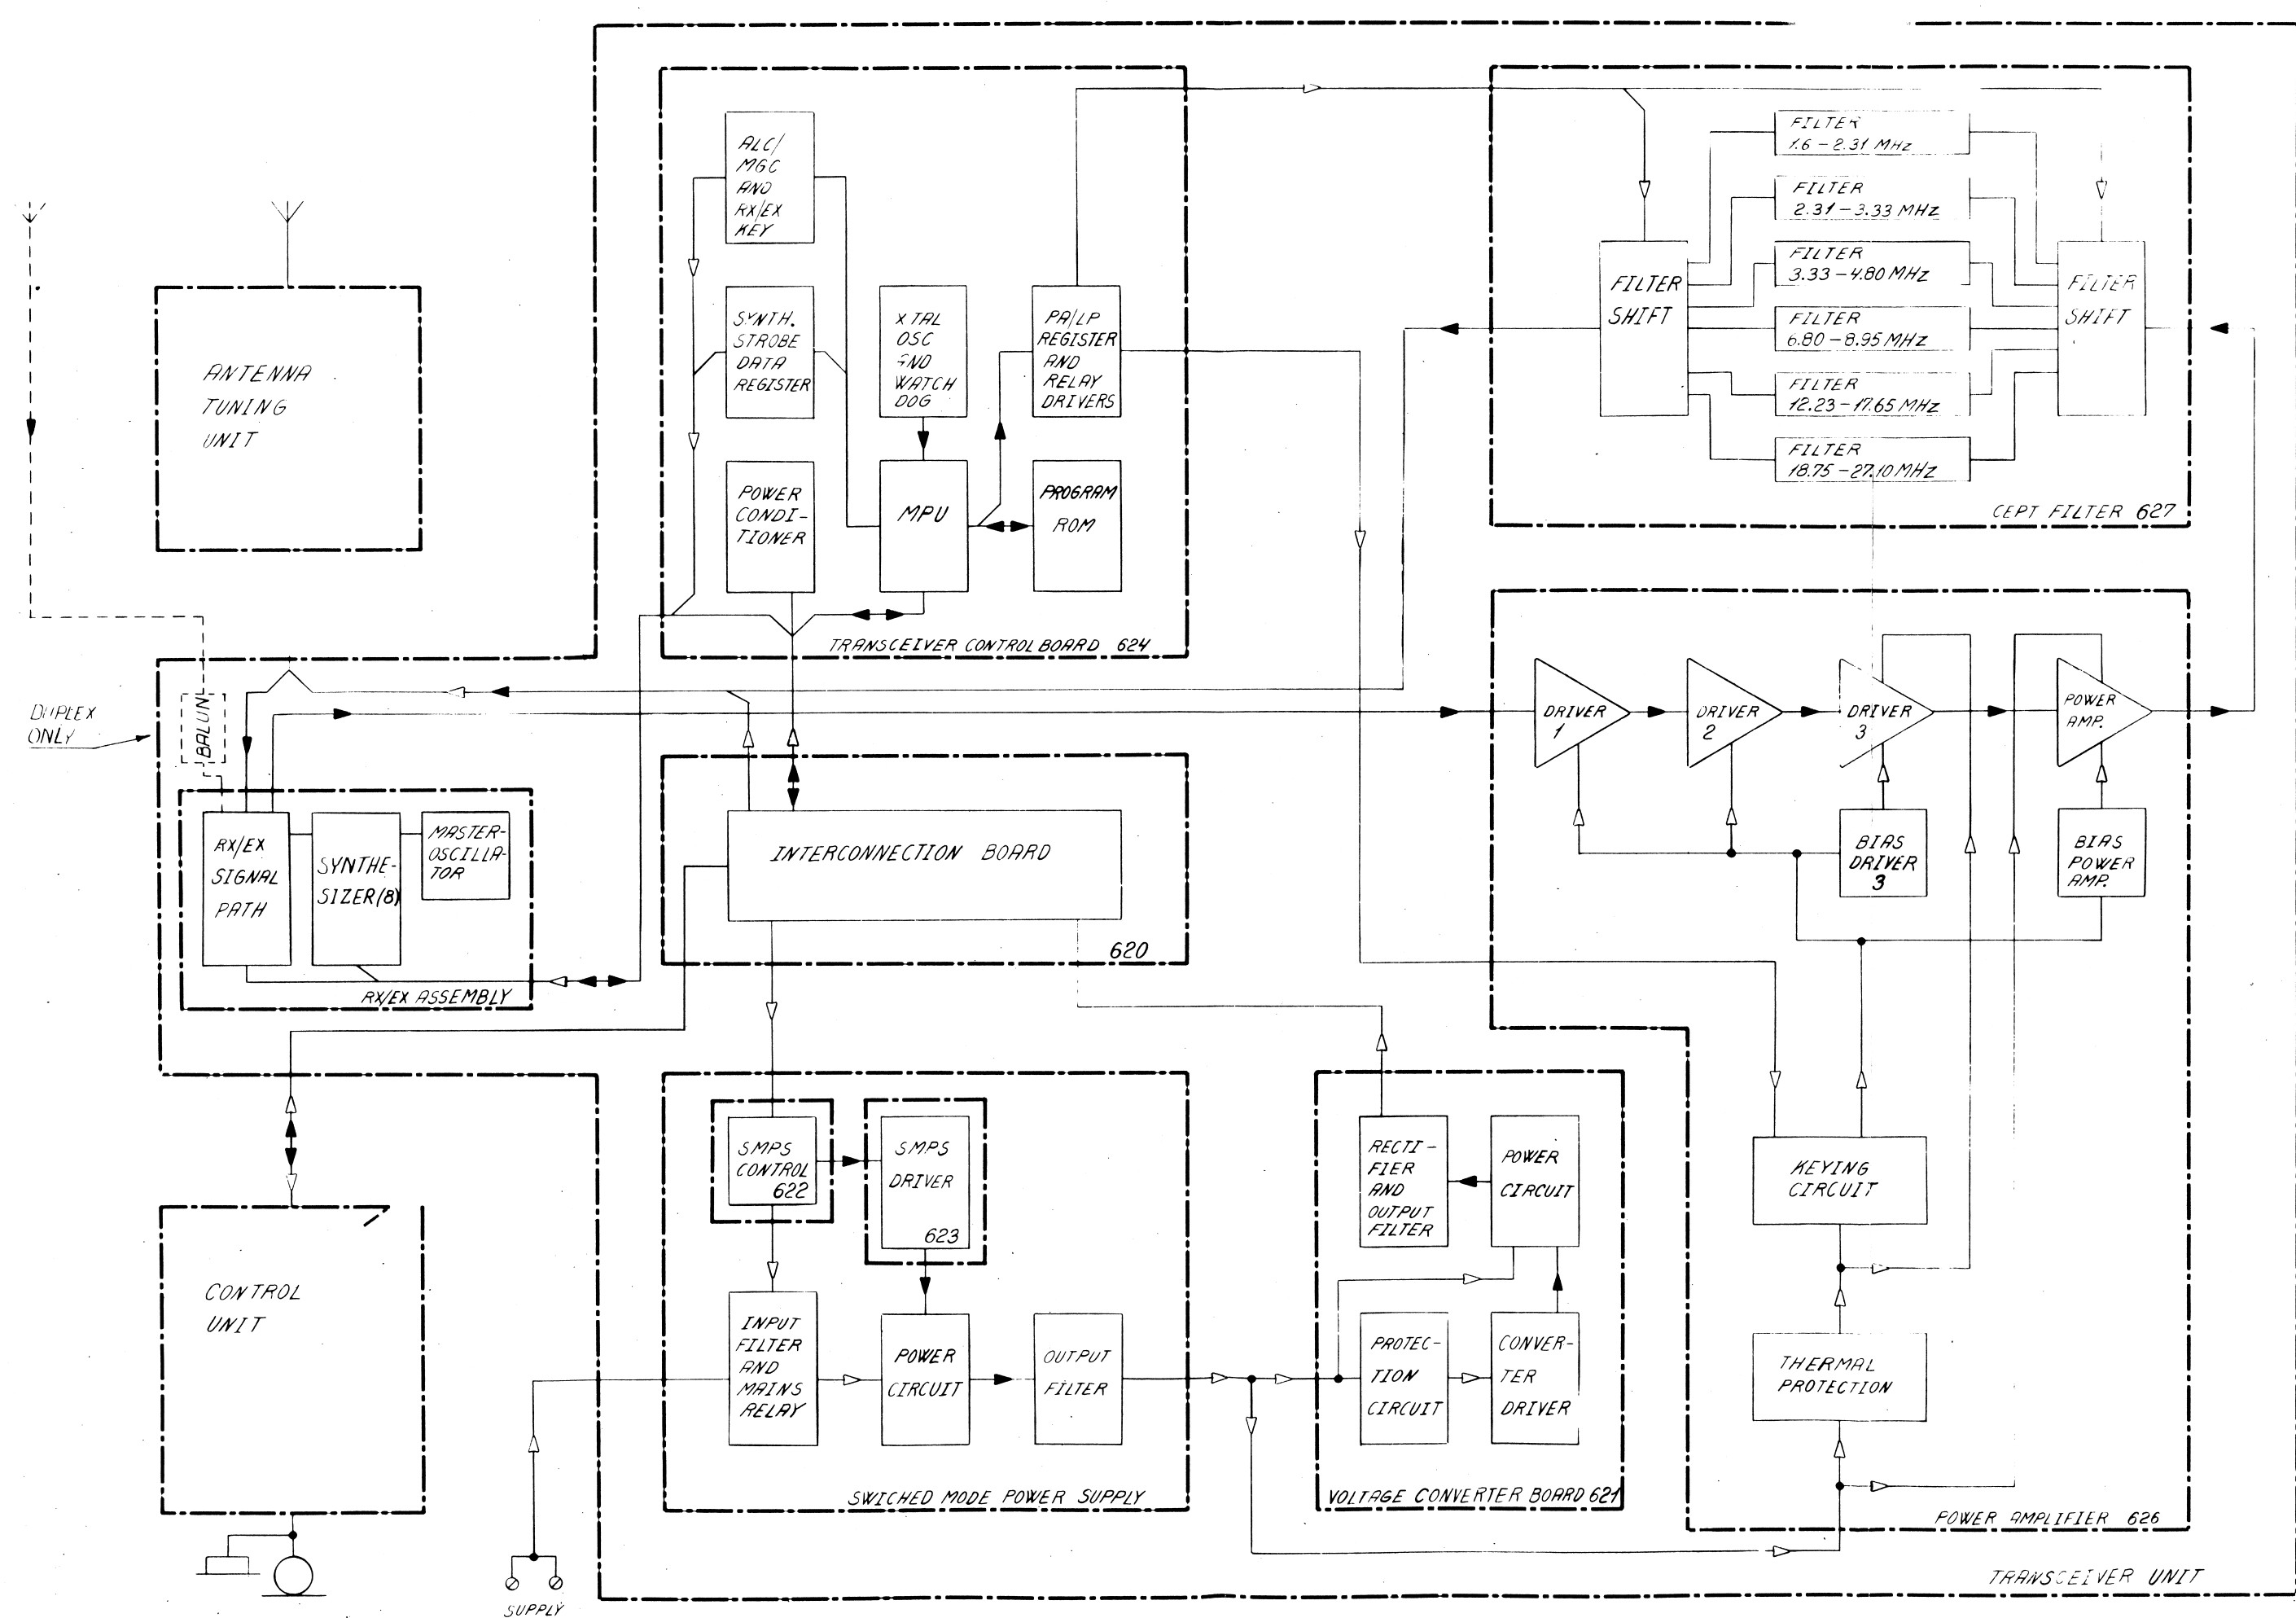 ALC/
MGC
AND
RX/EX
KEY
SYNTH.
STROBE
DATA
REGISTER
XTAL
OSC
AND
WATCH
DOG
PA/LP
REGISTER
AND
RELAY
DRIVERS
POWER
CONDI-
TIONER
MPU
PROGRAM
ROM
TRANSCEIVER CONTROL BOARD 624
FILTER
1.6 – 2.31 MHz
FILTER
2.31 – 3.33 MHz
FILTER
3.33 – 4.80 MHz
FILTER
6.80 – 8.95 MHz
FILTER
12.23 – 17.65 MHz
FILTER
18.75 – 27.10 MHz
FILTER
SHIFT
FILTER
SHIFT
CEPT FILTER 627
ANTENNA
TUNING
UNIT
DUPLEX
ONLY
BALUN
RX/EX
SIGNAL
PATH
SYNTHE-
SIZER(8)
MASTER-
OSCILLA-
TOR
RX/EX ASSEMBLY
INTERCONNECTION BOARD
620
DRIVER
1
DRIVER
2
DRIVER
3
POWER
AMP.
BIAS
DRIVER
3
BIAS
POWER
AMP.
KEYING
CIRCUIT
THERMAL
PROTECTION
POWER AMPLIFIER 626
CONTROL
UNIT
SUPPLY
SMPS
CONTROL
622
SMPS
DRIVER
623
INPUT
FILTER
AND
MAINS
RELAY
POWER
CIRCUIT
OUTPUT
FILTER
SWICHED MODE POWER SUPPLY
RECTI-
FIER
AND
OUTPUT
FILTER
POWER
CIRCUIT
PROTEC-
TION
CIRCUIT
CONVER-
TER
DRIVER
VOLTAGE CONVERTER BOARD 621
TRANSCEIVER UNIT